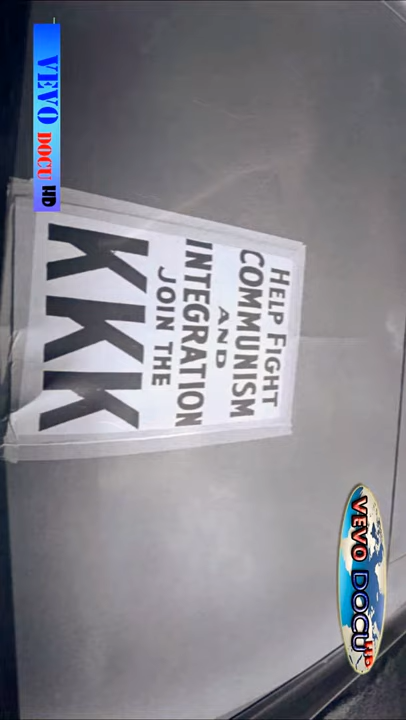 HELP FIGHT
COMMUNISM
AND
INTEGRATION
JOIN THE
KKK
VEVO DOCU HD
VEVO DOCU HD